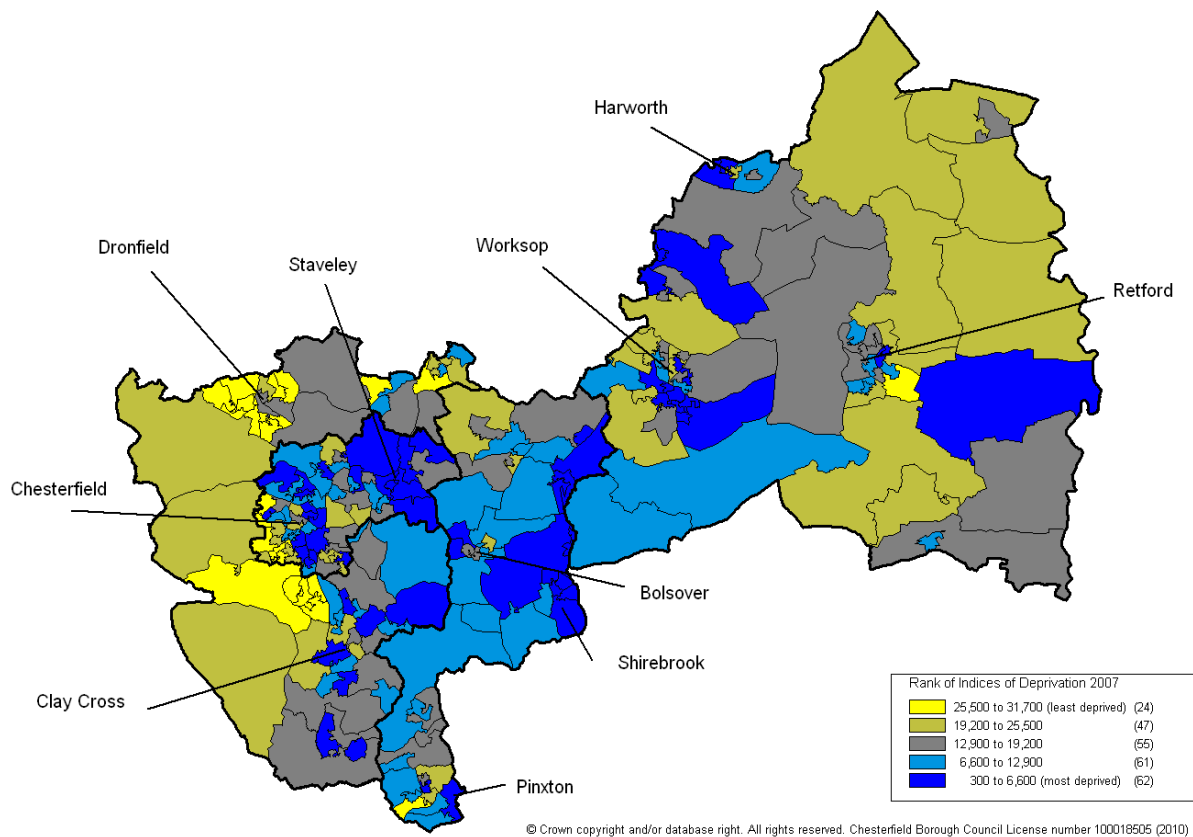 Harworth
Dronfield
Staveley
Worksop
Retford
Chesterfield
Bolsover
Shirebrook
Clay Cross
Pinxton
Rank of Indices of Deprivation 2007
25,500 to 31,700 (least deprived) (24)
19,200 to 25,500 (47)
12,900 to 19,200 (55)
6,600 to 12,900 (61)
300 to 6,600 (most deprived) (62)
© Crown copyright and/or database right. All rights reserved. Chesterfield Borough Council License number 100018505 (2010)